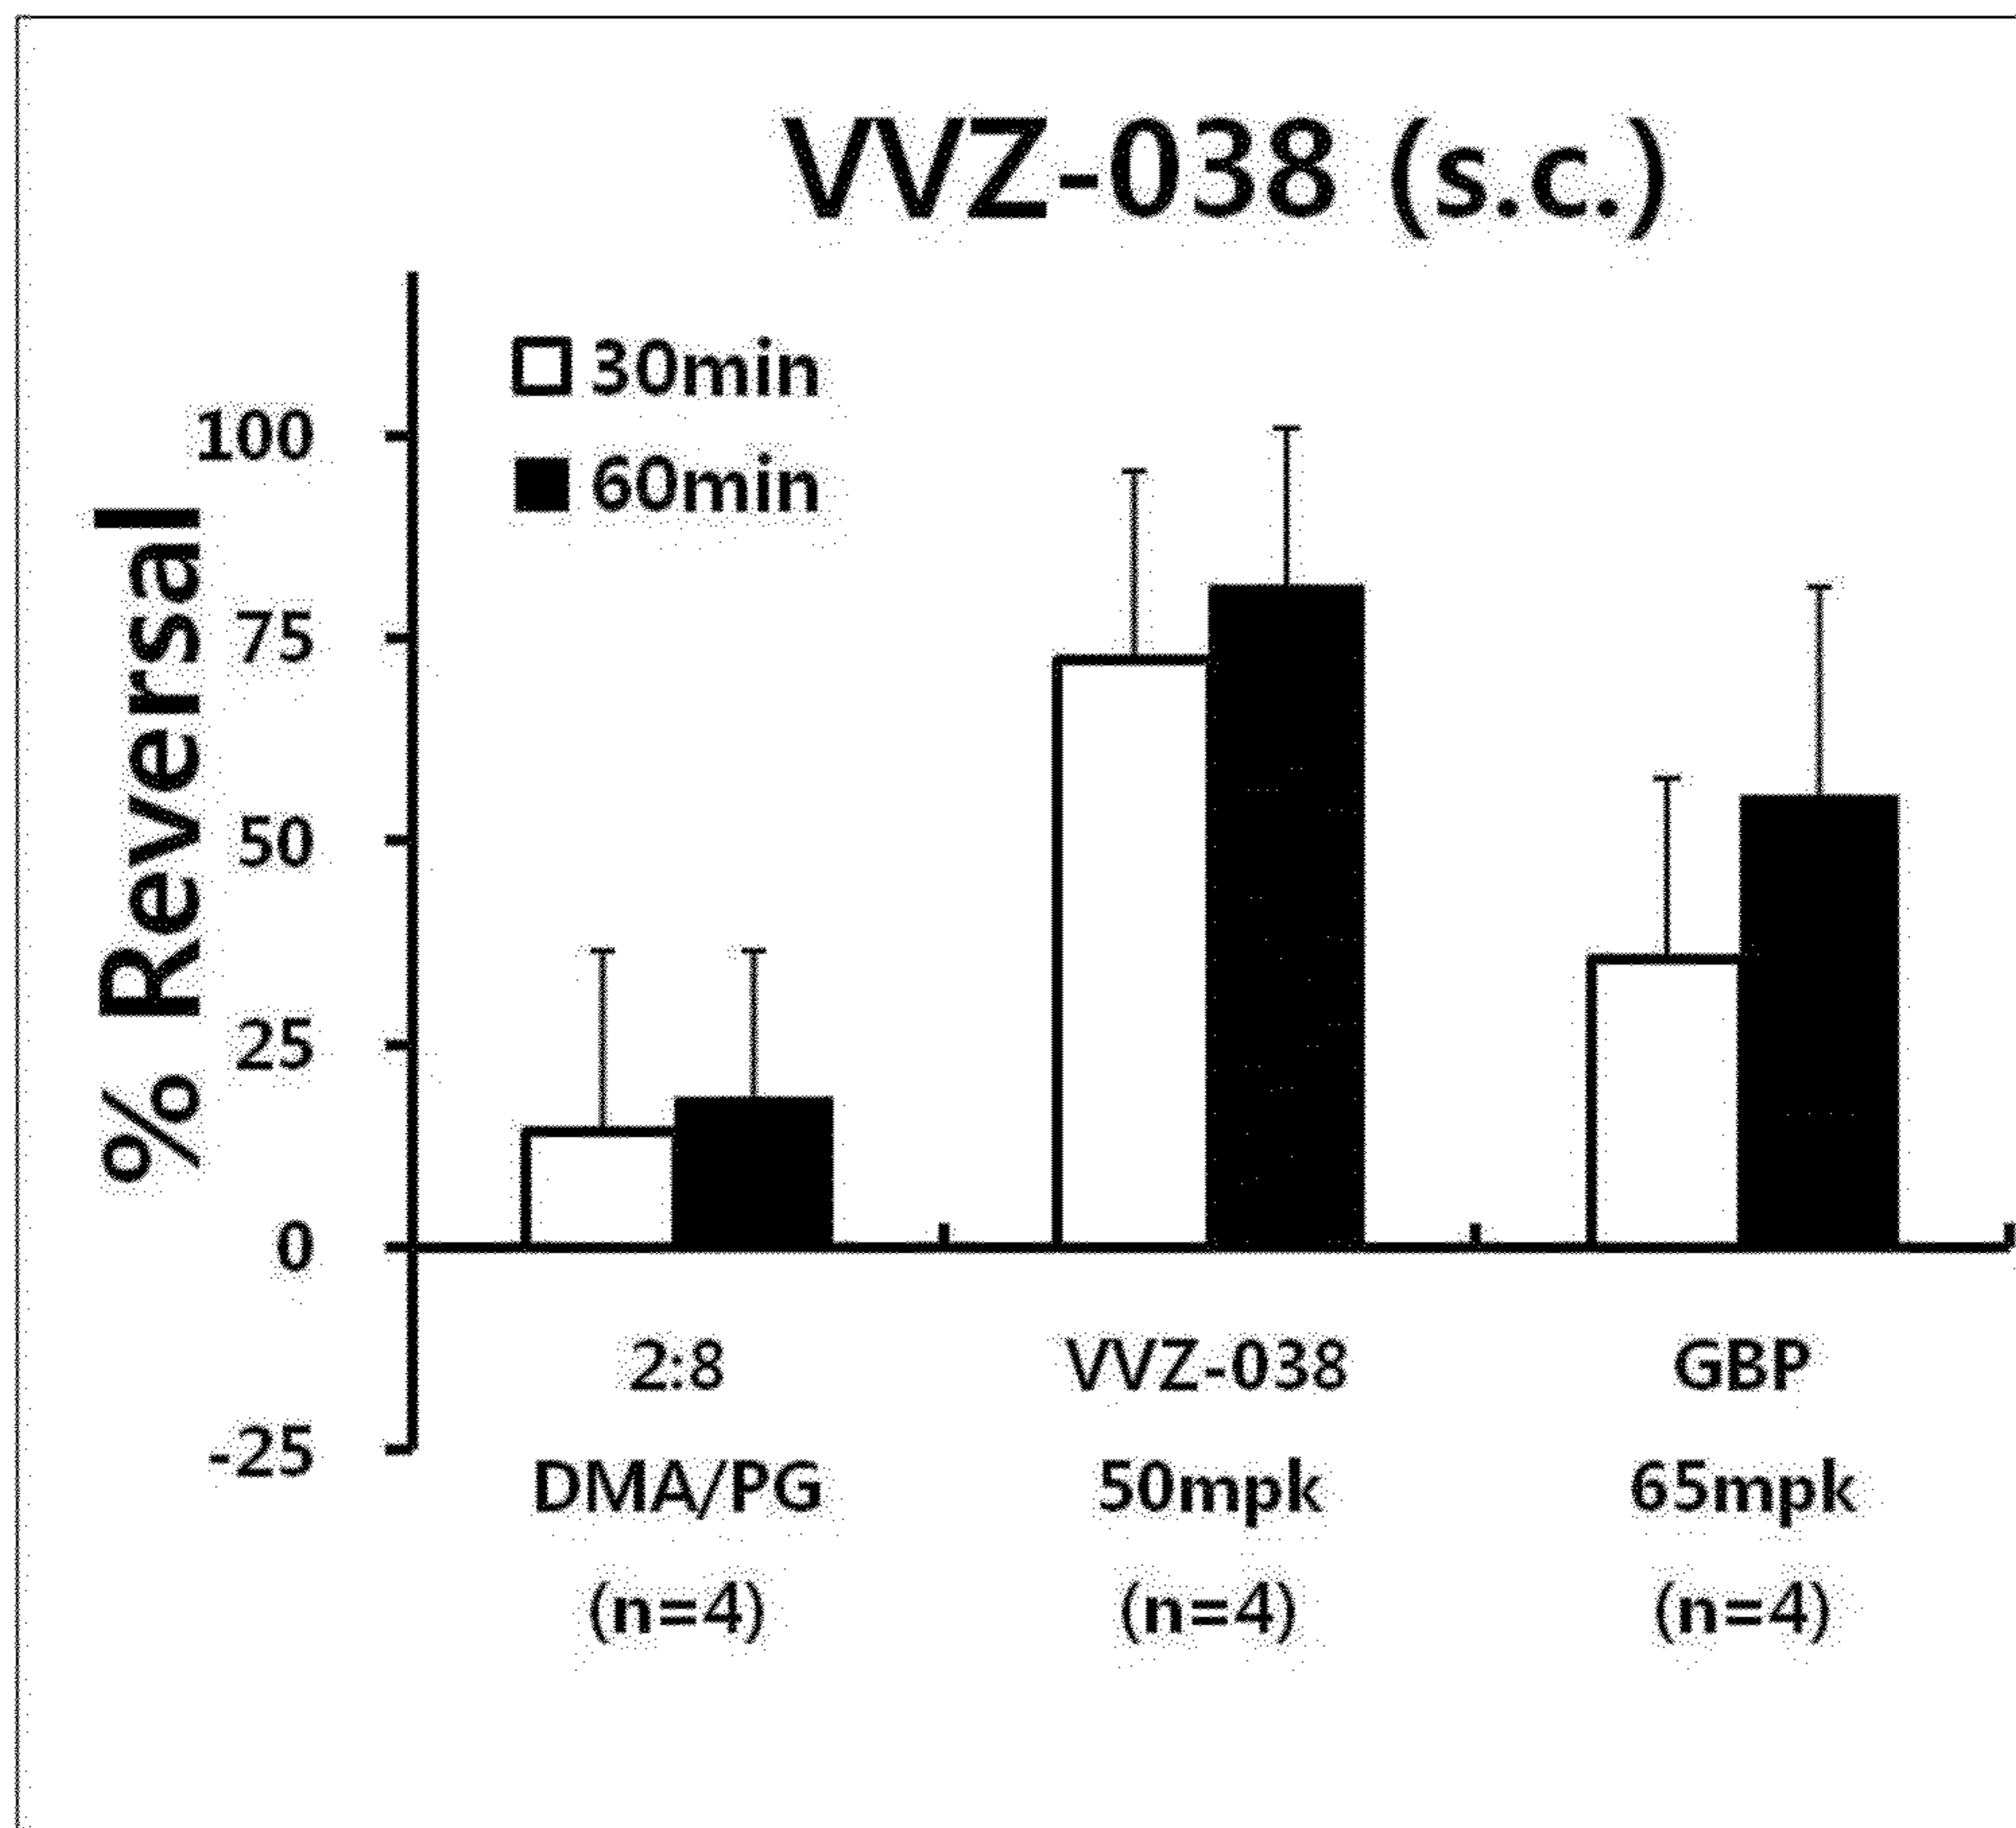 VVZ-038 (s.c.)
30min
60min
% Reversal
100
75
50
25
0
-25
2:8
DMA/PG
(n=4)
VVZ-038
50mpk
(n=4)
GBP
65mpk
(n=4)